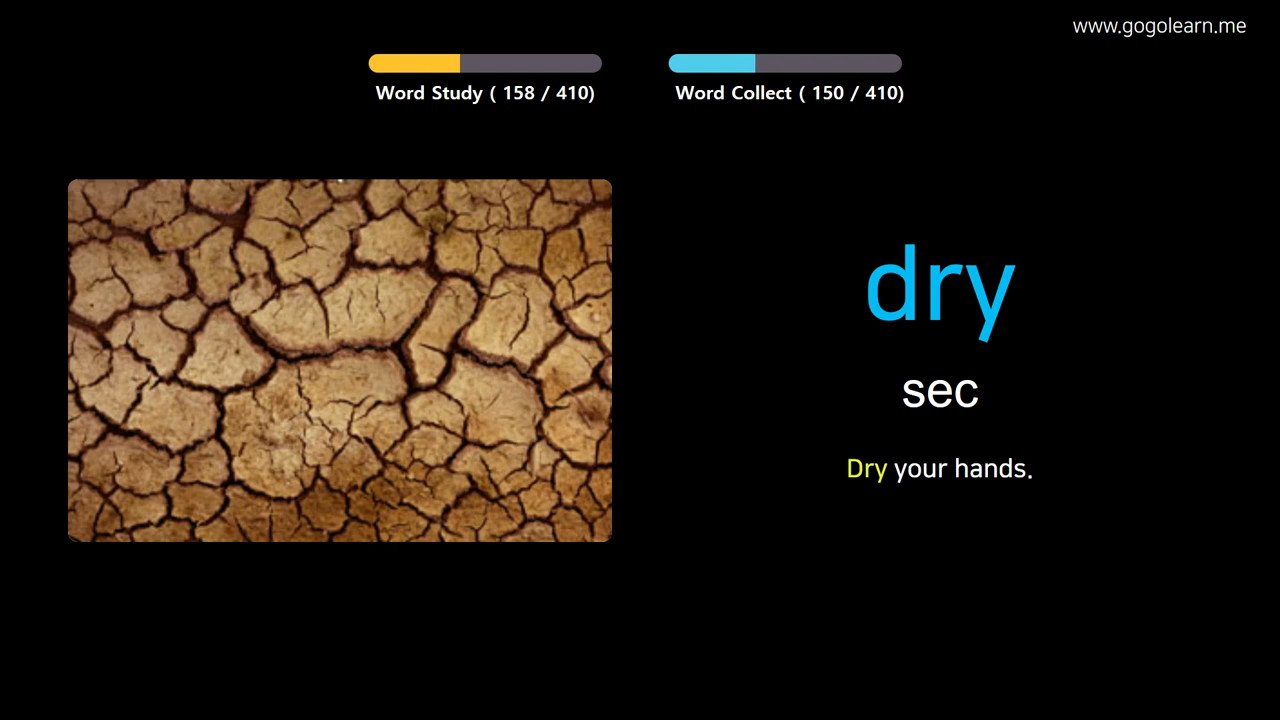 www.gogolearn.me
Word Study ( 158 / 410)
Word Collect ( 150 / 410)
dry
sec
Dry your hands.